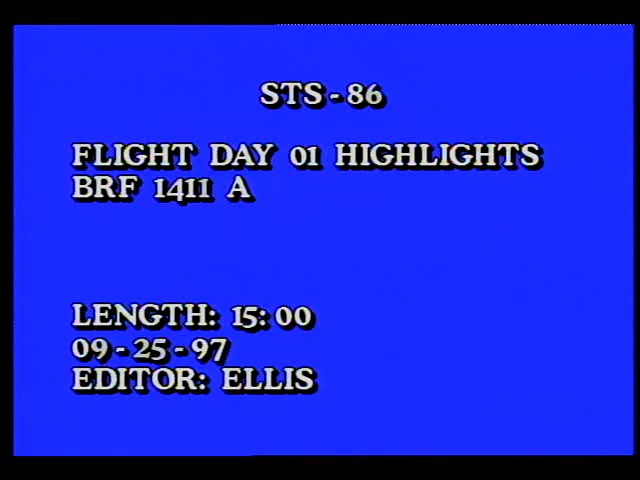 STS - 86
FLIGHT DAY 01 HIGHLIGHTS
BRF 1411 A
LENGTH: 15:00
09 - 25 - 97
EDITOR: ELLIS